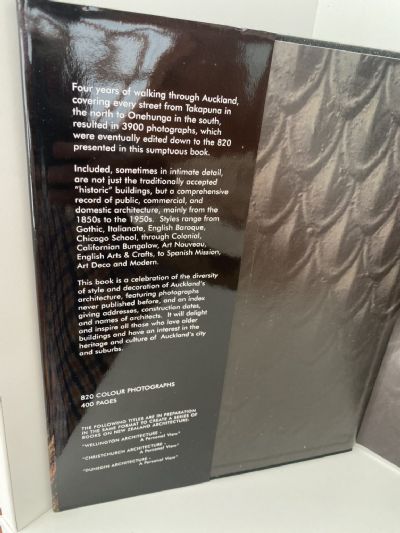 Four years of walking through Auckland,
covering every street from Takapuna in
the north to Onehunga in the south,
resulted in 3900 photographs, which
were eventually edited down to the 820
presented in this sumptuous book.
Included, sometimes in intimate detail,
are not just the traditionally accepted
"historic" buildings, but a comprehensive
record of public, commercial, and
domestic architecture, mainly from the
1850s to the 1950s. Styles range from
Gothic, Italianate, English Baroque,
Chicago School, through Colonial,
Californian Bungalow, Art Nouveau,
English Arts & Crafts, to Spanish Mission,
Art Deco and Modern.
This book is a celebration of the diversity
of style and decoration of Auckland's
architecture, featuring photographs
never published before, and an index
giving addresses, construction dates,
and names of architects. It will delight
and inspire all those who love older
buildings and have an interest in the
heritage and culture of Auckland's city
and suburbs.
820 COLOUR PHOTOGRAPHS
400 PAGES
THE FOLLOWING TITLES ARE IN PREPARATION
IN THE SAME FORMAT TO CREATE A SERIES OF
BOOKS ON NEW ZEALAND ARCHITECTURE.
"WELLINGTON ARCHITECTURE -
A Personal View"
"CHRISTCHURCH ARCHITECTURE -
A Personal View"
"DUNEDIN ARCHITECTURE -
A Personal View"